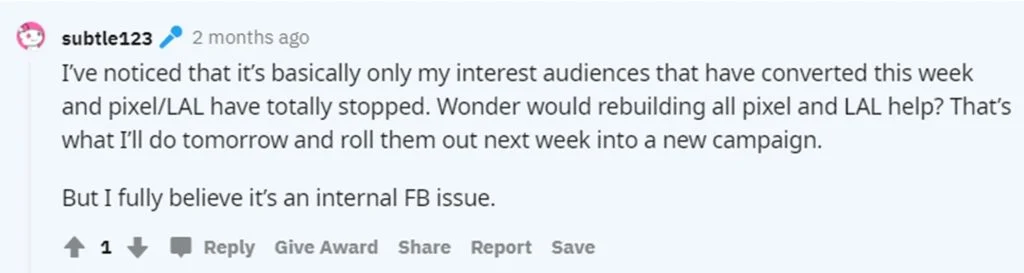 subtle123 2 months ago
I've noticed that it's basically only my interest audiences that have converted this week
and pixel/LAL have totally stopped. Wonder would rebuilding all pixel and LAL help? That's
what I'll do tomorrow and roll them out next week into a new campaign.
But I fully believe it's an internal FB issue.
1 Reply Give Award Share Report Save